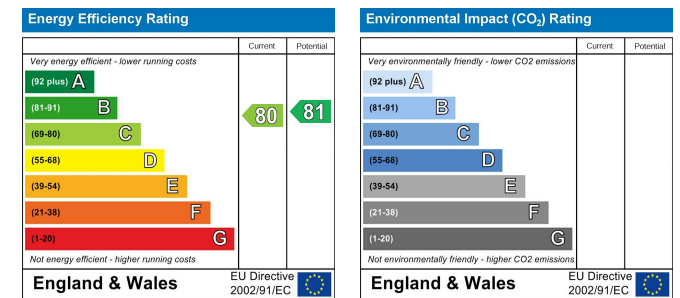 Energy Efficiency Rating
Current Potential
Very energy efficient - lower running costs
(92 plus) A
(81-91) B
(69-80) C
(55-68) D
(39-54) E
(21-38) F
(1-20) G
80
81
Not energy efficient - higher running costs
England & Wales
EU Directive
2002/91/EC
Environmental Impact (CO₂) Rating
Current Potential
Very environmentally friendly - lower CO2 emissions
(92 plus) A
(81-91) B
(69-80) C
(55-68) D
(39-54) E
(21-38) F
(1-20) G
Not environmentally friendly - higher CO2 emissions
England & Wales
EU Directive
2002/91/EC